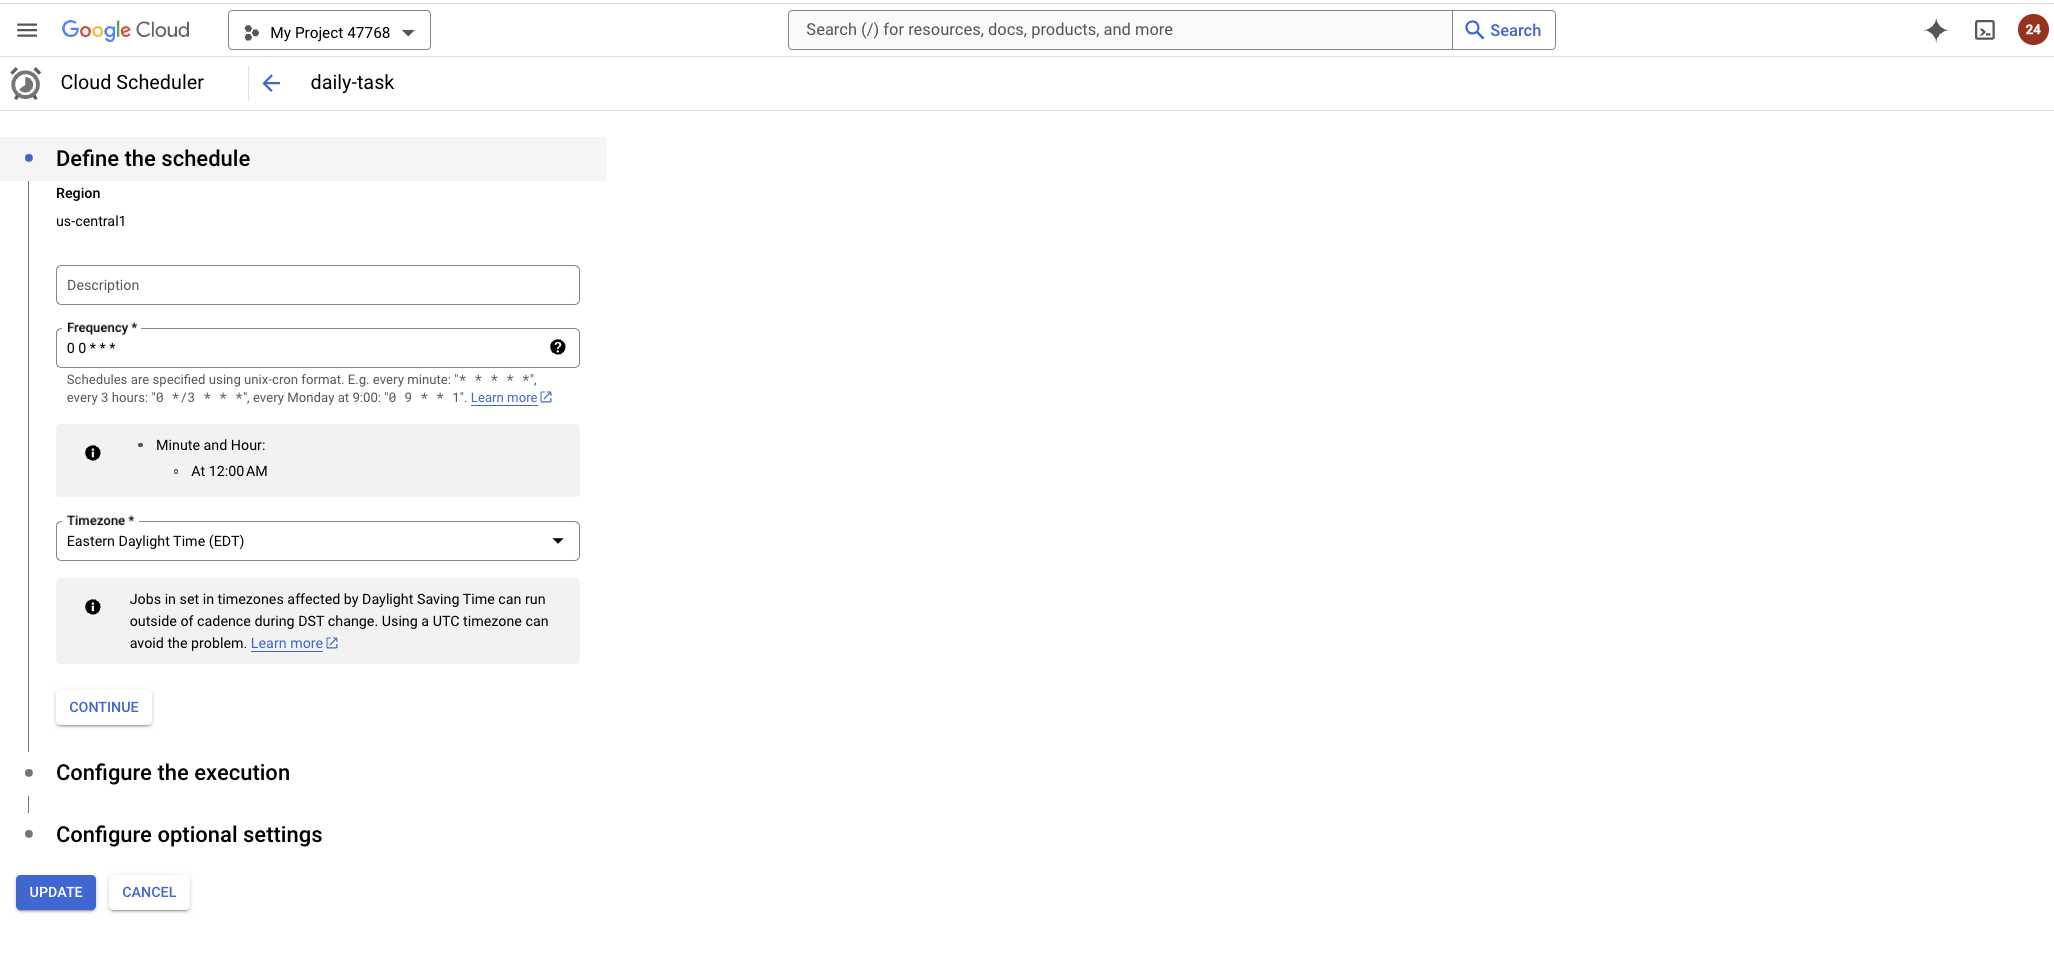 Google Cloud
My Project 47768
Search (/) for resources, docs, products, and more
Search
24
Cloud Scheduler
daily-task
Define the schedule
Region
us-central1
Description
Frequency *
0 0 * * *
Schedules are specified using unix-cron format. E.g. every minute: "* * * * *",
every 3 hours: "0 */3 * * *", every Monday at 9:00: "0 9 * * 1". Learn more
Minute and Hour:
At 12:00 AM
Timezone *
Eastern Daylight Time (EDT)
Jobs in set in timezones affected by Daylight Saving Time can run
outside of cadence during DST change. Using a UTC timezone can
avoid the problem. Learn more
CONTINUE
Configure the execution
Configure optional settings
UPDATE
CANCEL